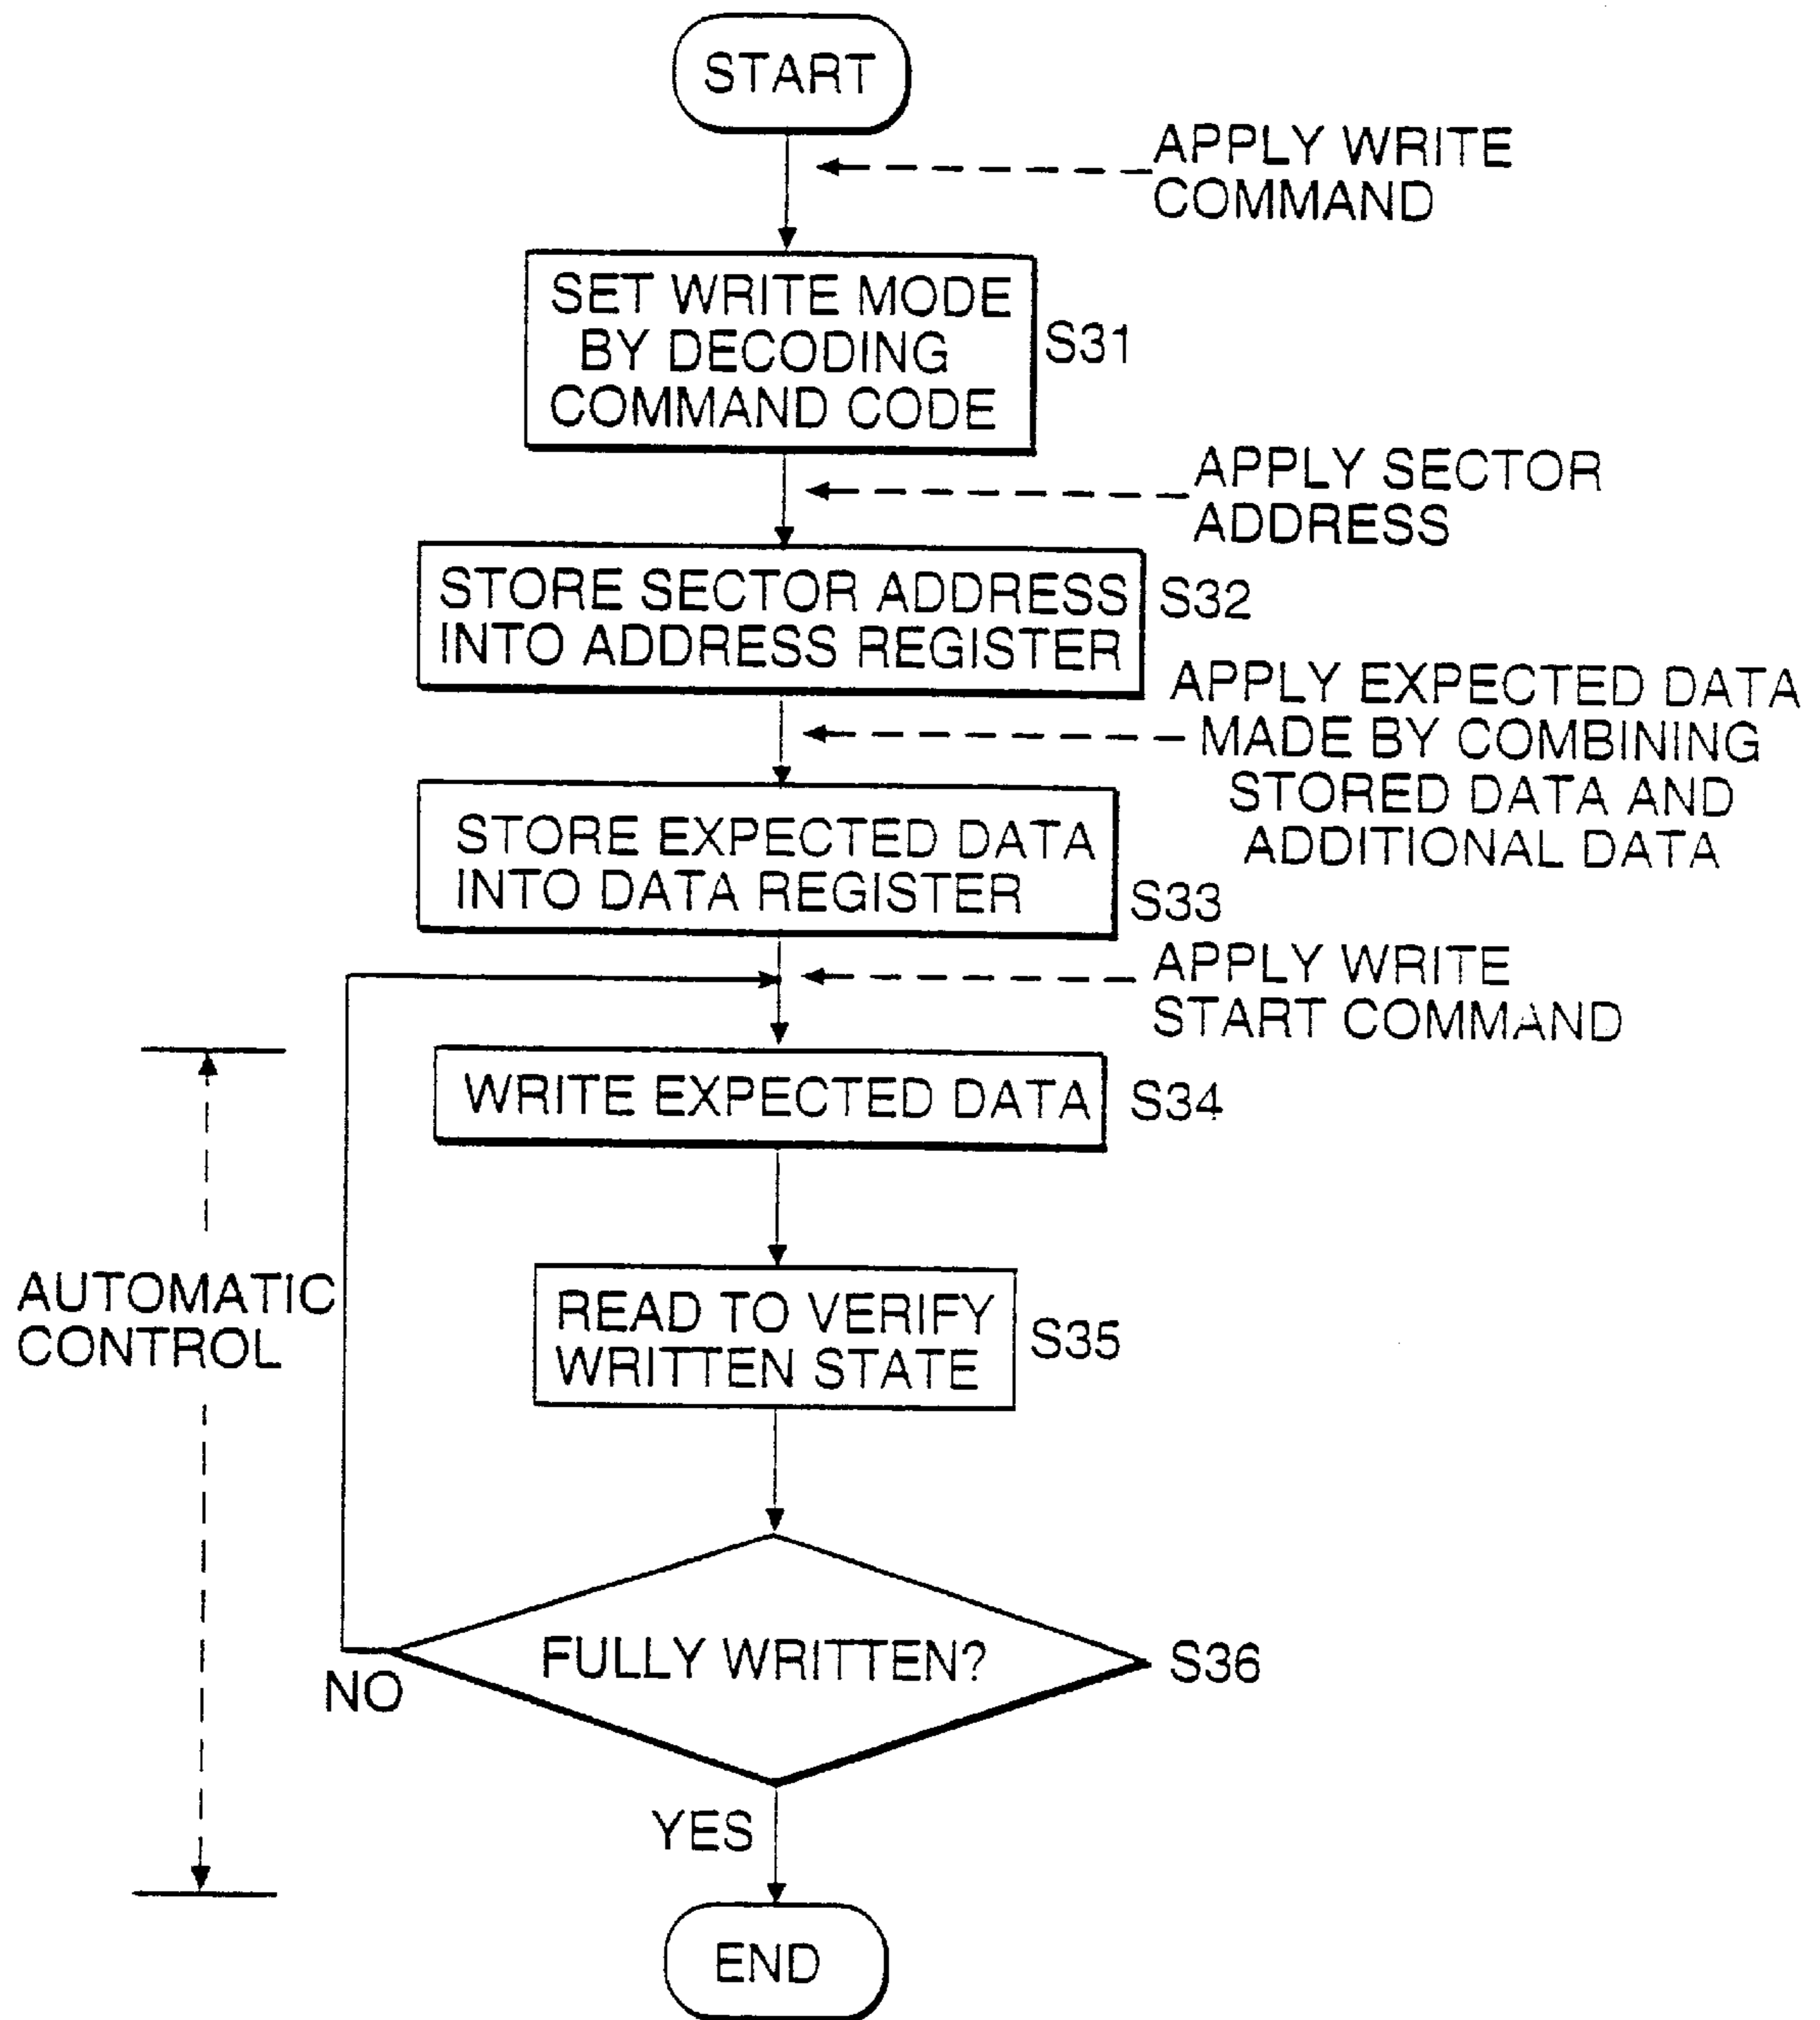 START
APPLY WRITE
COMMAND
SET WRITE MODE
BY DECODING
COMMAND CODE
S31
APPLY SECTOR
ADDRESS
STORE SECTOR ADDRESS
INTO ADDRESS REGISTER
S32
APPLY EXPECTED DATA
MADE BY COMBINING
STORED DATA AND
ADDITIONAL DATA
STORE EXPECTED DATA
INTO DATA REGISTER
S33
APPLY WRITE
START COMMAND
WRITE EXPECTED DATA
S34
AUTOMATIC
CONTROL
READ TO VERIFY
WRITTEN STATE
S35
FULLY WRITTEN?
S36
NO
YES
END